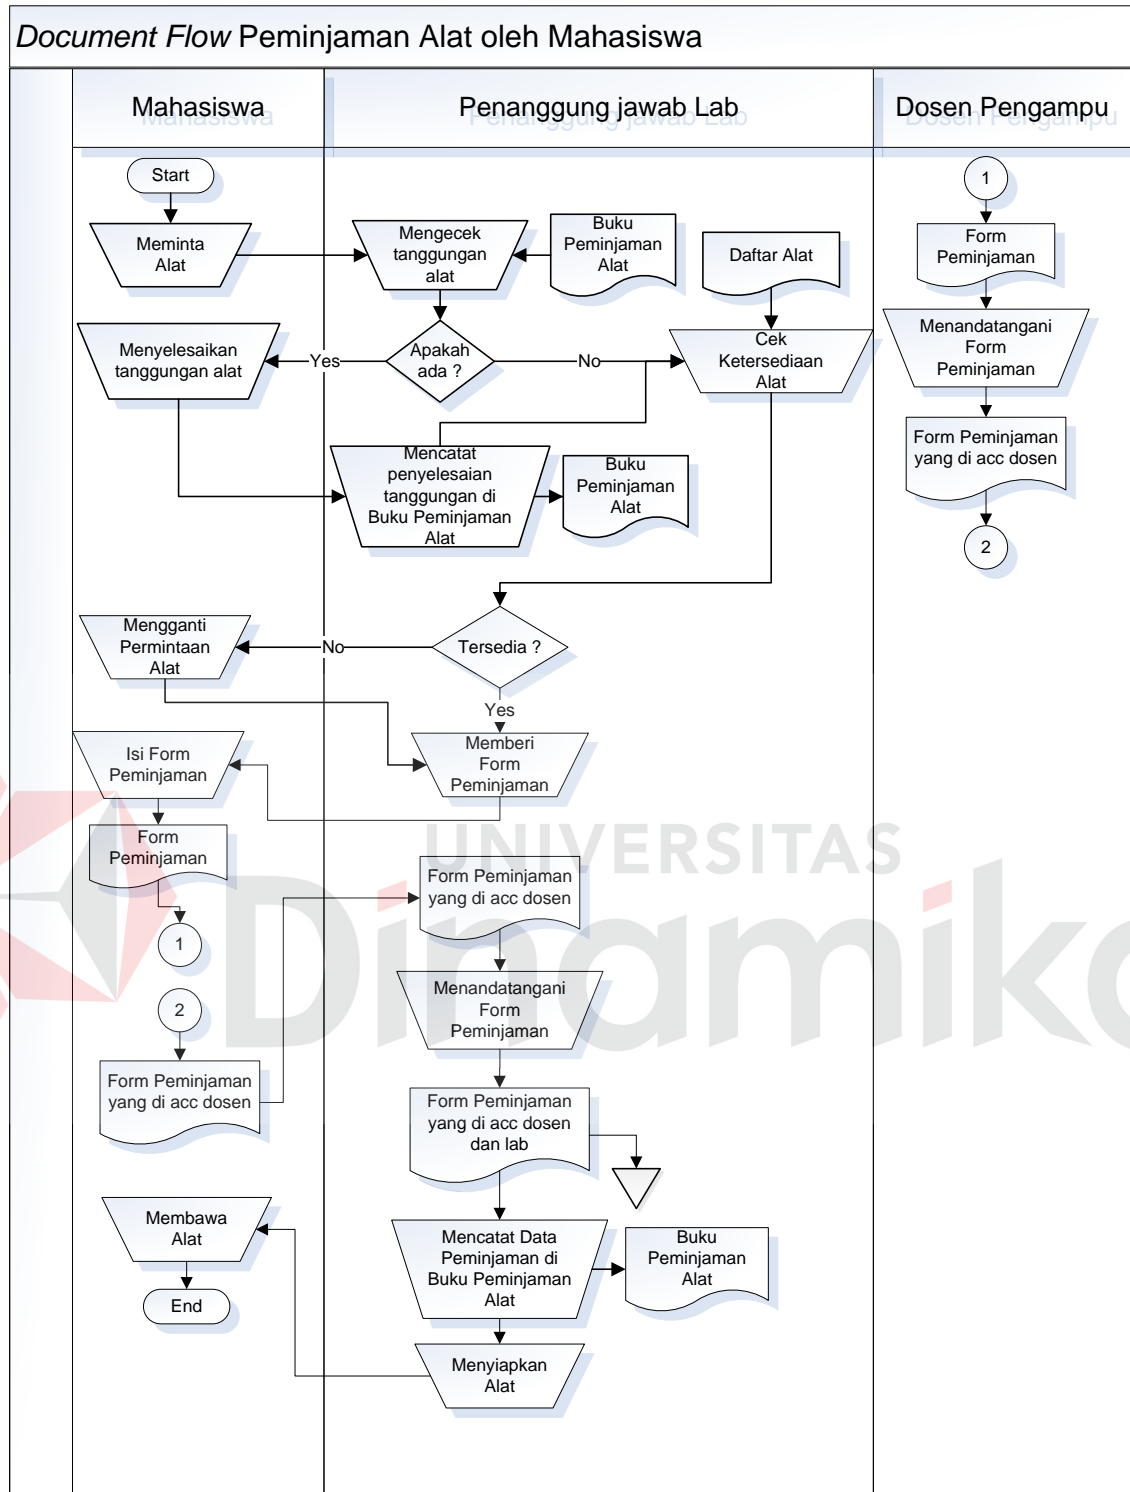 Document Flow Peminjaman Alat oleh Mahasiswa
Mahasiswa
Penanggung jawab Lab
Dosen Pengampu
Start
Meminta
Alat
Mengecek
tanggungan
alat
Buku
Peminjaman
Alat
Daftar Alat
Menyelesaikan
tanggungan alat
Yes
Apakah
ada ?
No
Cek
Ketersediaan
Alat
Mencatat
penyelesaian
tanggungan di
Buku Peminjaman
Alat
Buku
Peminjaman
Alat
Mengganti
Permintaan
Alat
No
Tersedia ?
Yes
Memberi
Form
Peminjaman
Isi Form
Peminjaman
Form
Peminjaman
1
2
Form Peminjaman
yang di acc dosen
Form Peminjaman
yang di acc dosen
Menandatangani
Form
Peminjaman
Form Peminjaman
yang di acc dosen
dan lab
Mencatat Data
Peminjaman di
Buku Peminjaman
Alat
Buku
Peminjaman
Alat
Menyiapkan
Alat
Membawa
Alat
End
1
Form
Peminjaman
Menandatangani
Form
Peminjaman
Form Peminjaman
yang di acc dosen
2
UNIVERSITAS
Dinamika